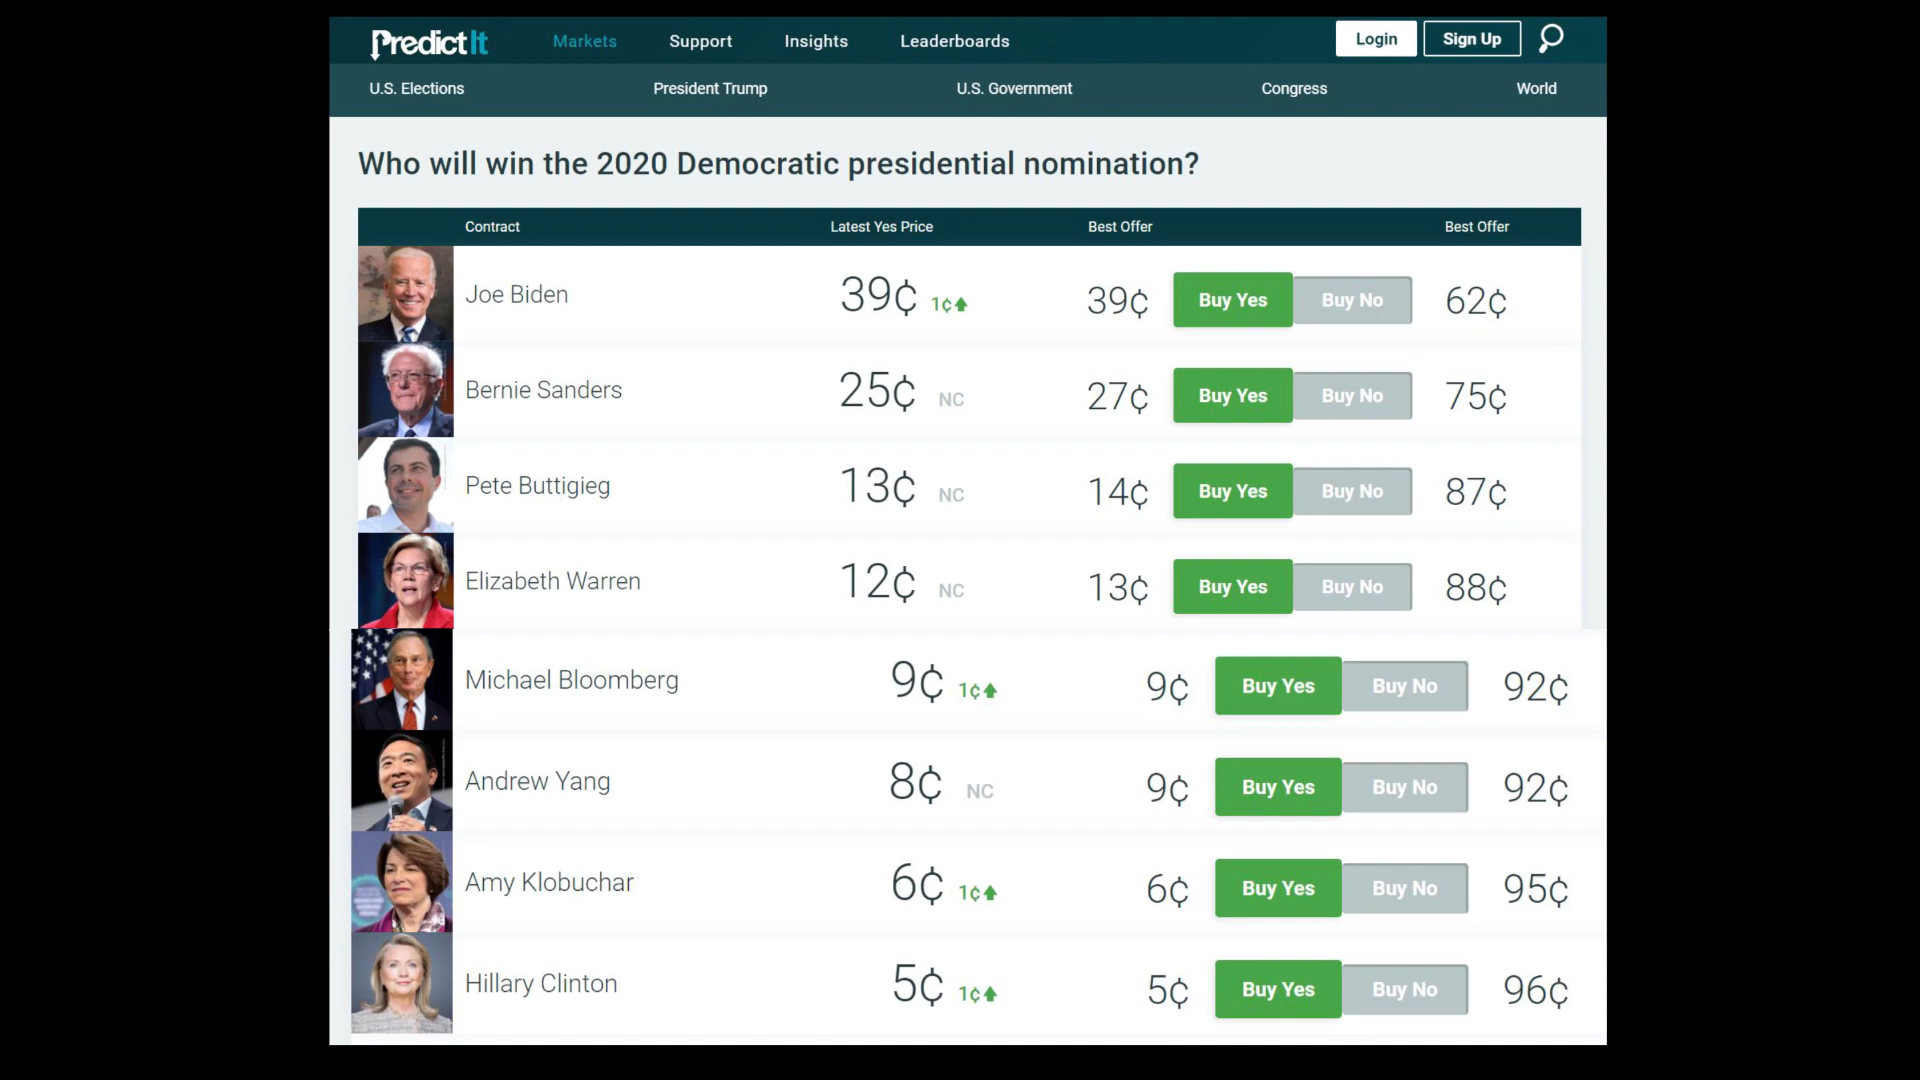 PredictIt Markets Support Insights Leaderboards Login Sign Up
U.S. Elections President Trump U.S. Government Congress World
Who will win the 2020 Democratic presidential nomination?
Contract Latest Yes Price Best Offer Best Offer
Joe Biden 39¢ 1¢ 39¢ Buy Yes Buy No 62¢
Bernie Sanders 25¢ NC 27¢ Buy Yes Buy No 75¢
Pete Buttigieg 13¢ NC 14¢ Buy Yes Buy No 87¢
Elizabeth Warren 12¢ NC 13¢ Buy Yes Buy No 88¢
Michael Bloomberg 9¢ 1¢ 9¢ Buy Yes Buy No 92¢
Andrew Yang 8¢ NC 9¢ Buy Yes Buy No 92¢
Amy Klobuchar 6¢ 1¢ 6¢ Buy Yes Buy No 95¢
Hillary Clinton 5¢ 1¢ 5¢ Buy Yes Buy No 96¢